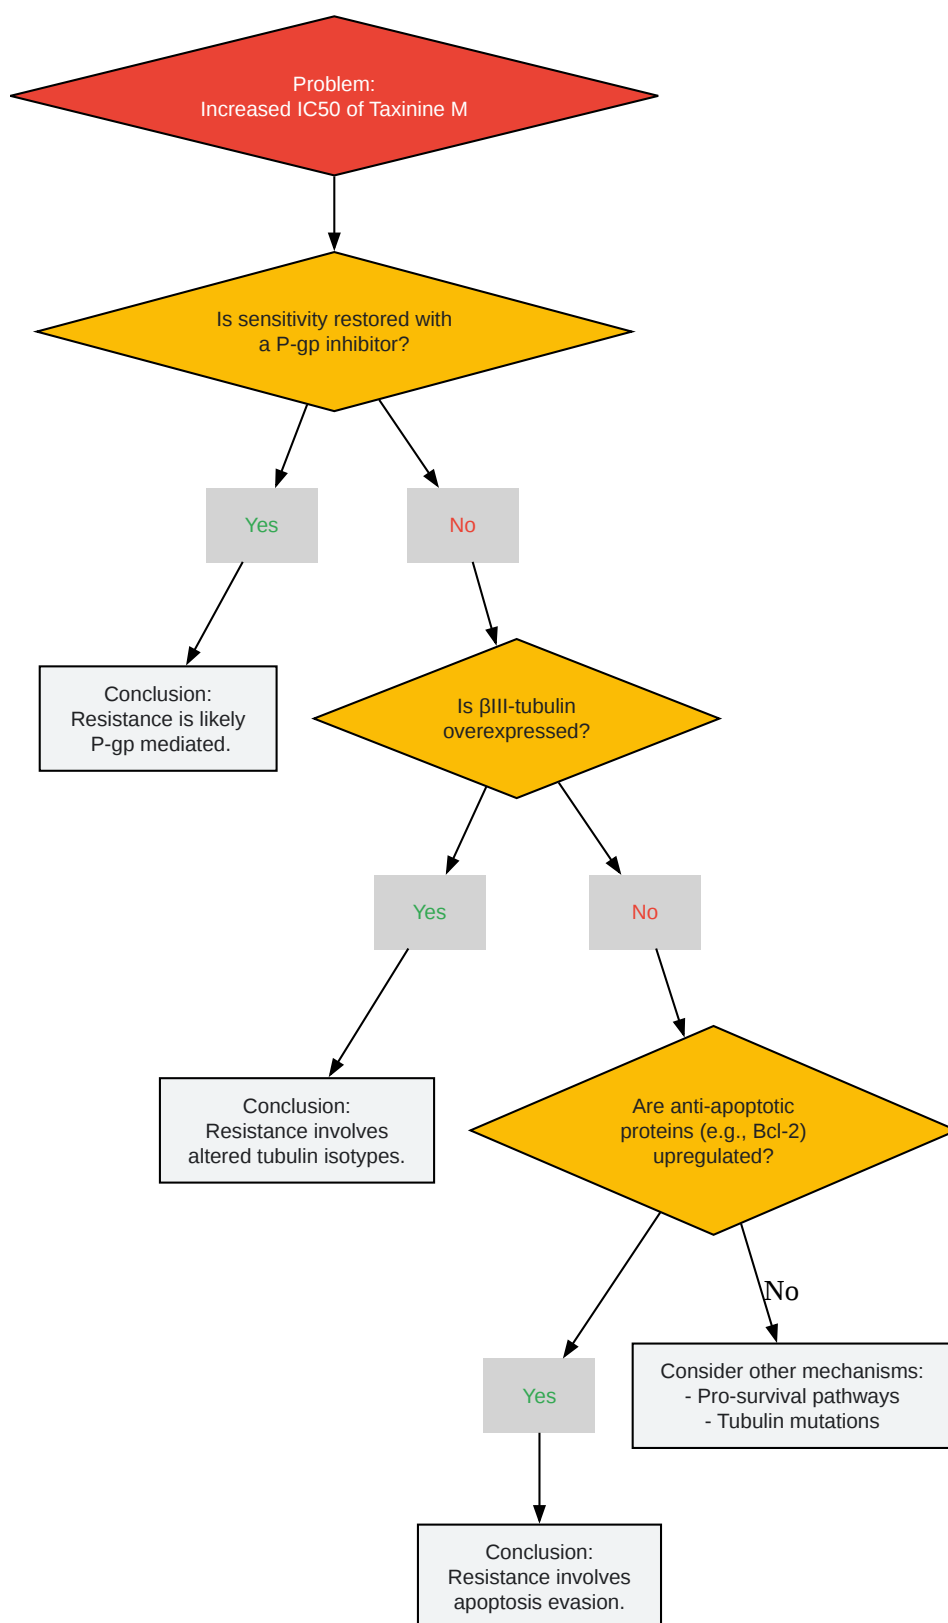 Problem:
Increased IC50 of Taxinine M
Is sensitivity restored with
a P-gp inhibitor?
Yes
No
Conclusion:
Resistance is likely
P-gp mediated.
Is βIII-tubulin
overexpressed?
Yes
No
Conclusion:
Resistance involves
altered tubulin isotypes.
Are anti-apoptotic
proteins (e.g., Bcl-2)
upregulated?
No
Consider other mechanisms:
- Pro-survival pathways
- Tubulin mutations
Yes
Conclusion:
Resistance involves
apoptosis evasion.